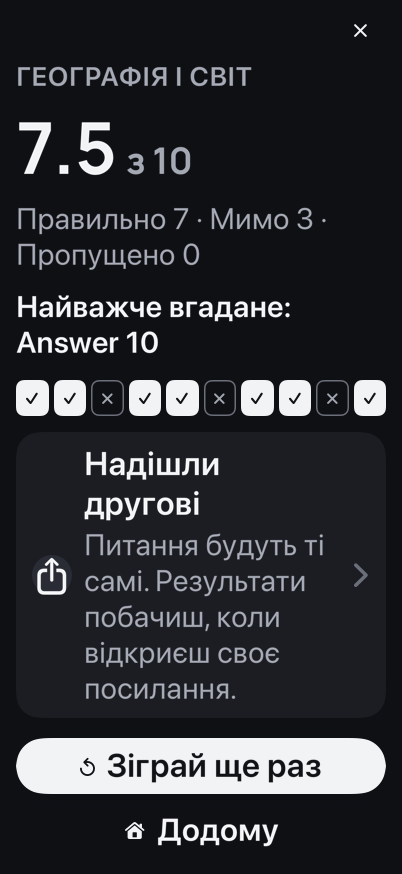 ГЕОГРАФІЯ І СВІТ
7.5 з 10
Правильно 7 · Мимо 3 ·
Пропущено 0
Найважче вгадане:
Answer 10
Надішли
другові
Питання будуть ті
самі. Результати
побачиш, коли
відкриєш своє
посилання.
Зіграй ще раз
Додому